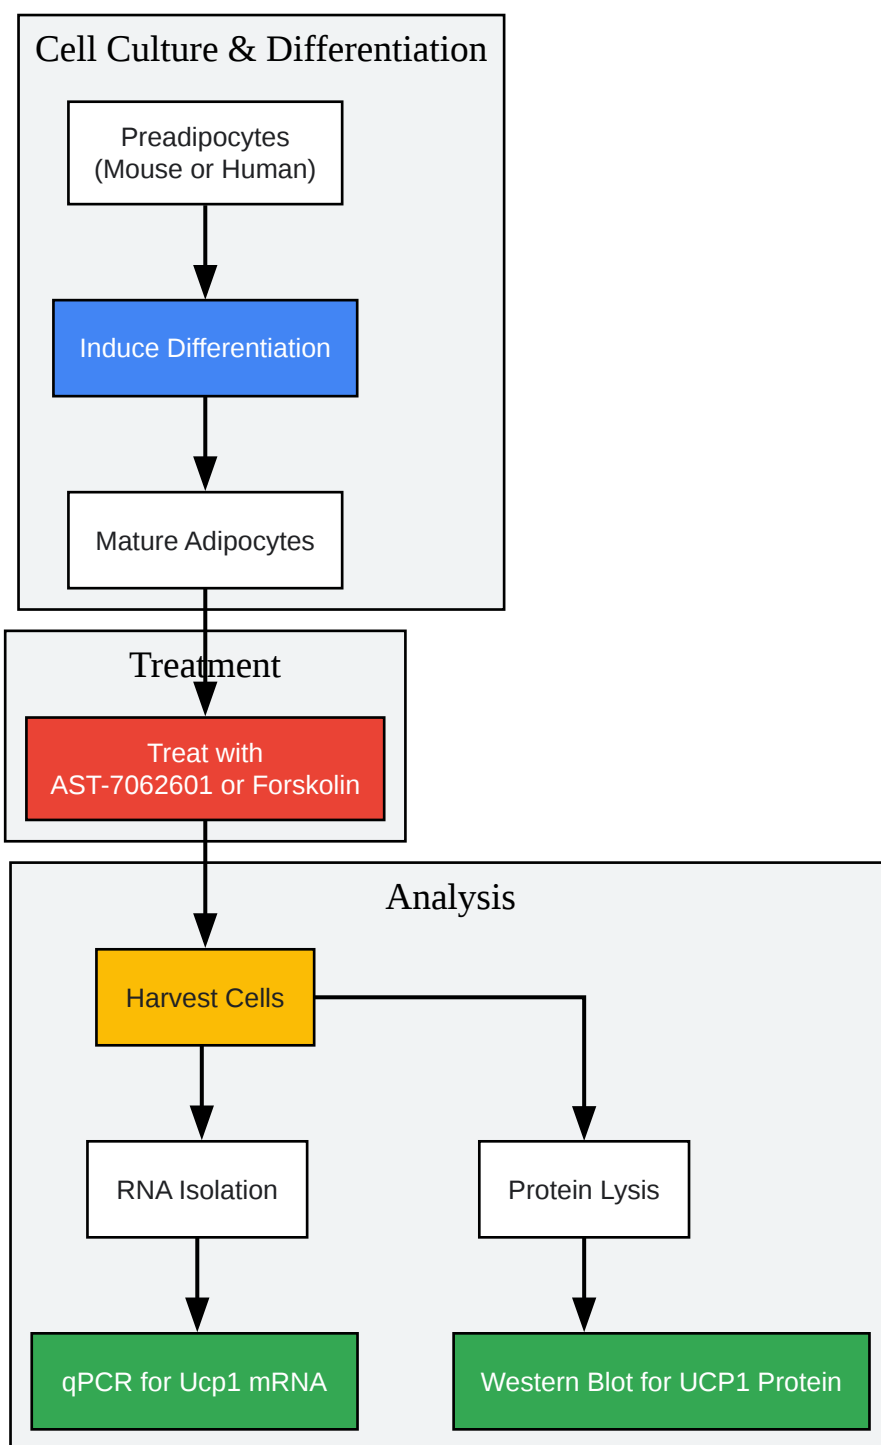 Cell Culture & Differentiation
Preadipocytes
(Mouse or Human)
Induce Differentiation
Mature Adipocytes
Treatment
Treat with
AST-7062601 or Forskolin
Analysis
Harvest Cells
RNA Isolation
Protein Lysis
qPCR for Ucp1 mRNA
Western Blot for UCP1 Protein